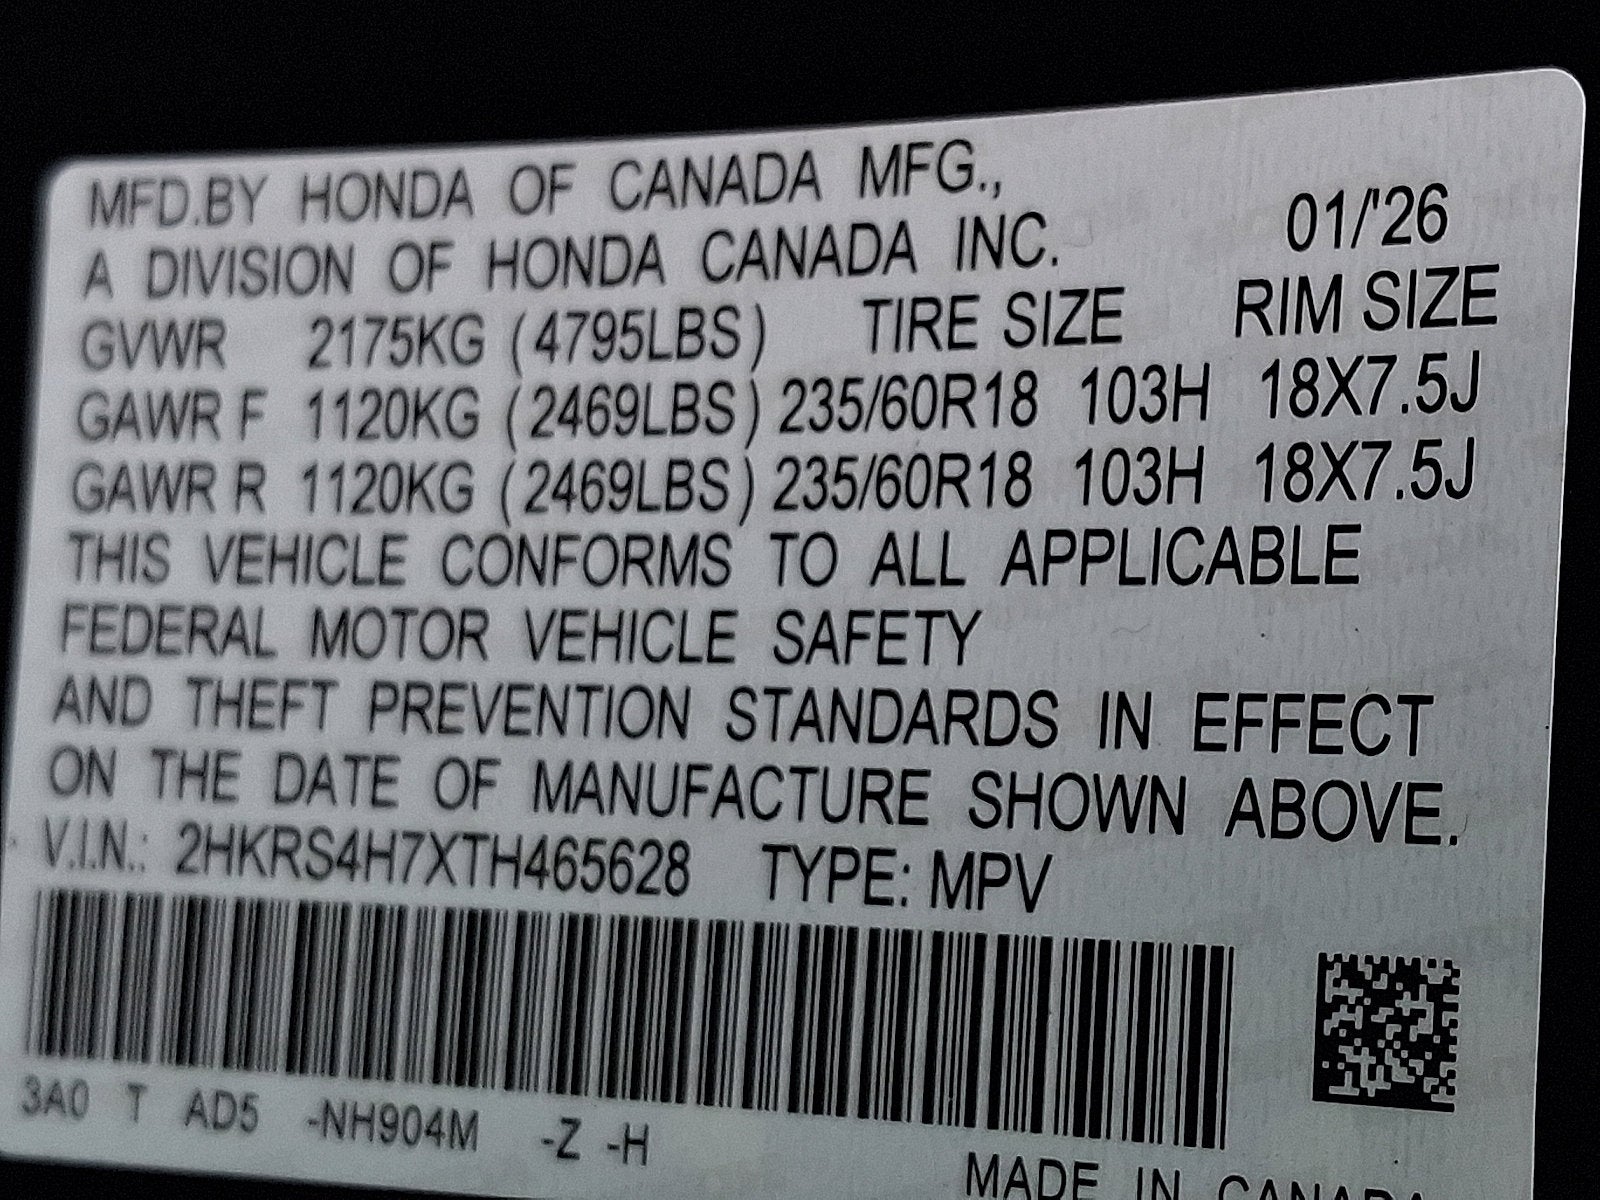 MFD.BY HONDA OF CANADA MFG.,
A DIVISION OF HONDA CANADA INC. 01/'26
GVWR 2175KG (4795LBS) TIRE SIZE RIM SIZE
GAWR F 1120KG (2469LBS) 235/60R18 103H 18X7.5J
GAWR R 1120KG (2469LBS) 235/60R18 103H 18X7.5J
THIS VEHICLE CONFORMS TO ALL APPLICABLE
FEDERAL MOTOR VEHICLE SAFETY
AND THEFT PREVENTION STANDARDS IN EFFECT
ON THE DATE OF MANUFACTURE SHOWN ABOVE.
V.I.N.: 2HKRS4H7XTH465628 TYPE: MPV
3A0 T AD5 -NH904M -Z -H
MADE IN CANADA